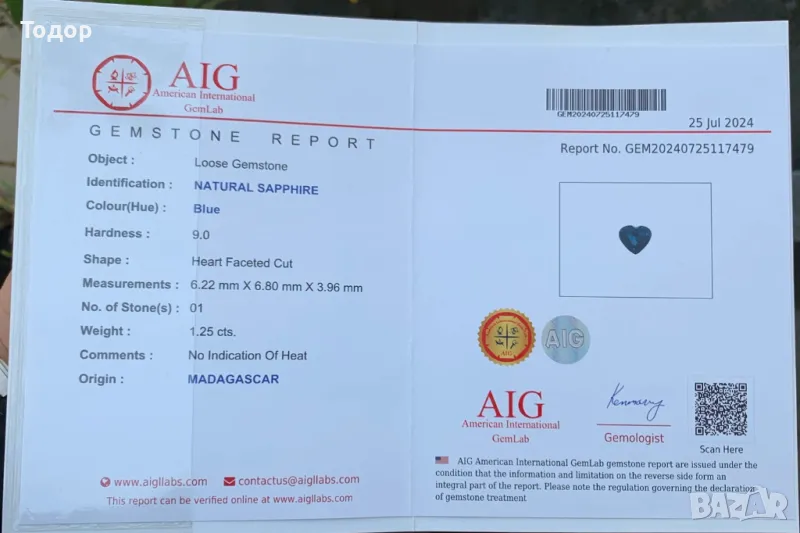 Тодор
AIG
American International
GemLab
GEMSTONE REPORT
Object : Loose Gemstone
Identification : NATURAL SAPPHIRE
Colour(Hue) : Blue
Hardness : 9.0
Shape : Heart Faceted Cut
Measurements : 6.22 mm X 6.80 mm X 3.96 mm
No. of Stone(s) : 01
Weight : 1.25 cts.
Comments : No Indication Of Heat
Origin : MADAGASCAR
www.aigllabs.com contactus@aigllabs.com
This report can be verified online at www.aigllabs.com
GEM20240725117479
25 Jul 2024
Report No. GEM20240725117479
AIG
AIG
AIG
American International
GemLab
Gemologist
Scan Here
AIG American International GemLab gemstone report are issued under the
condition that the information and limitation on the reverse side form an
integral part of the report. Please note the regulation governing the declaration
of gemstone treatment
BAZAR